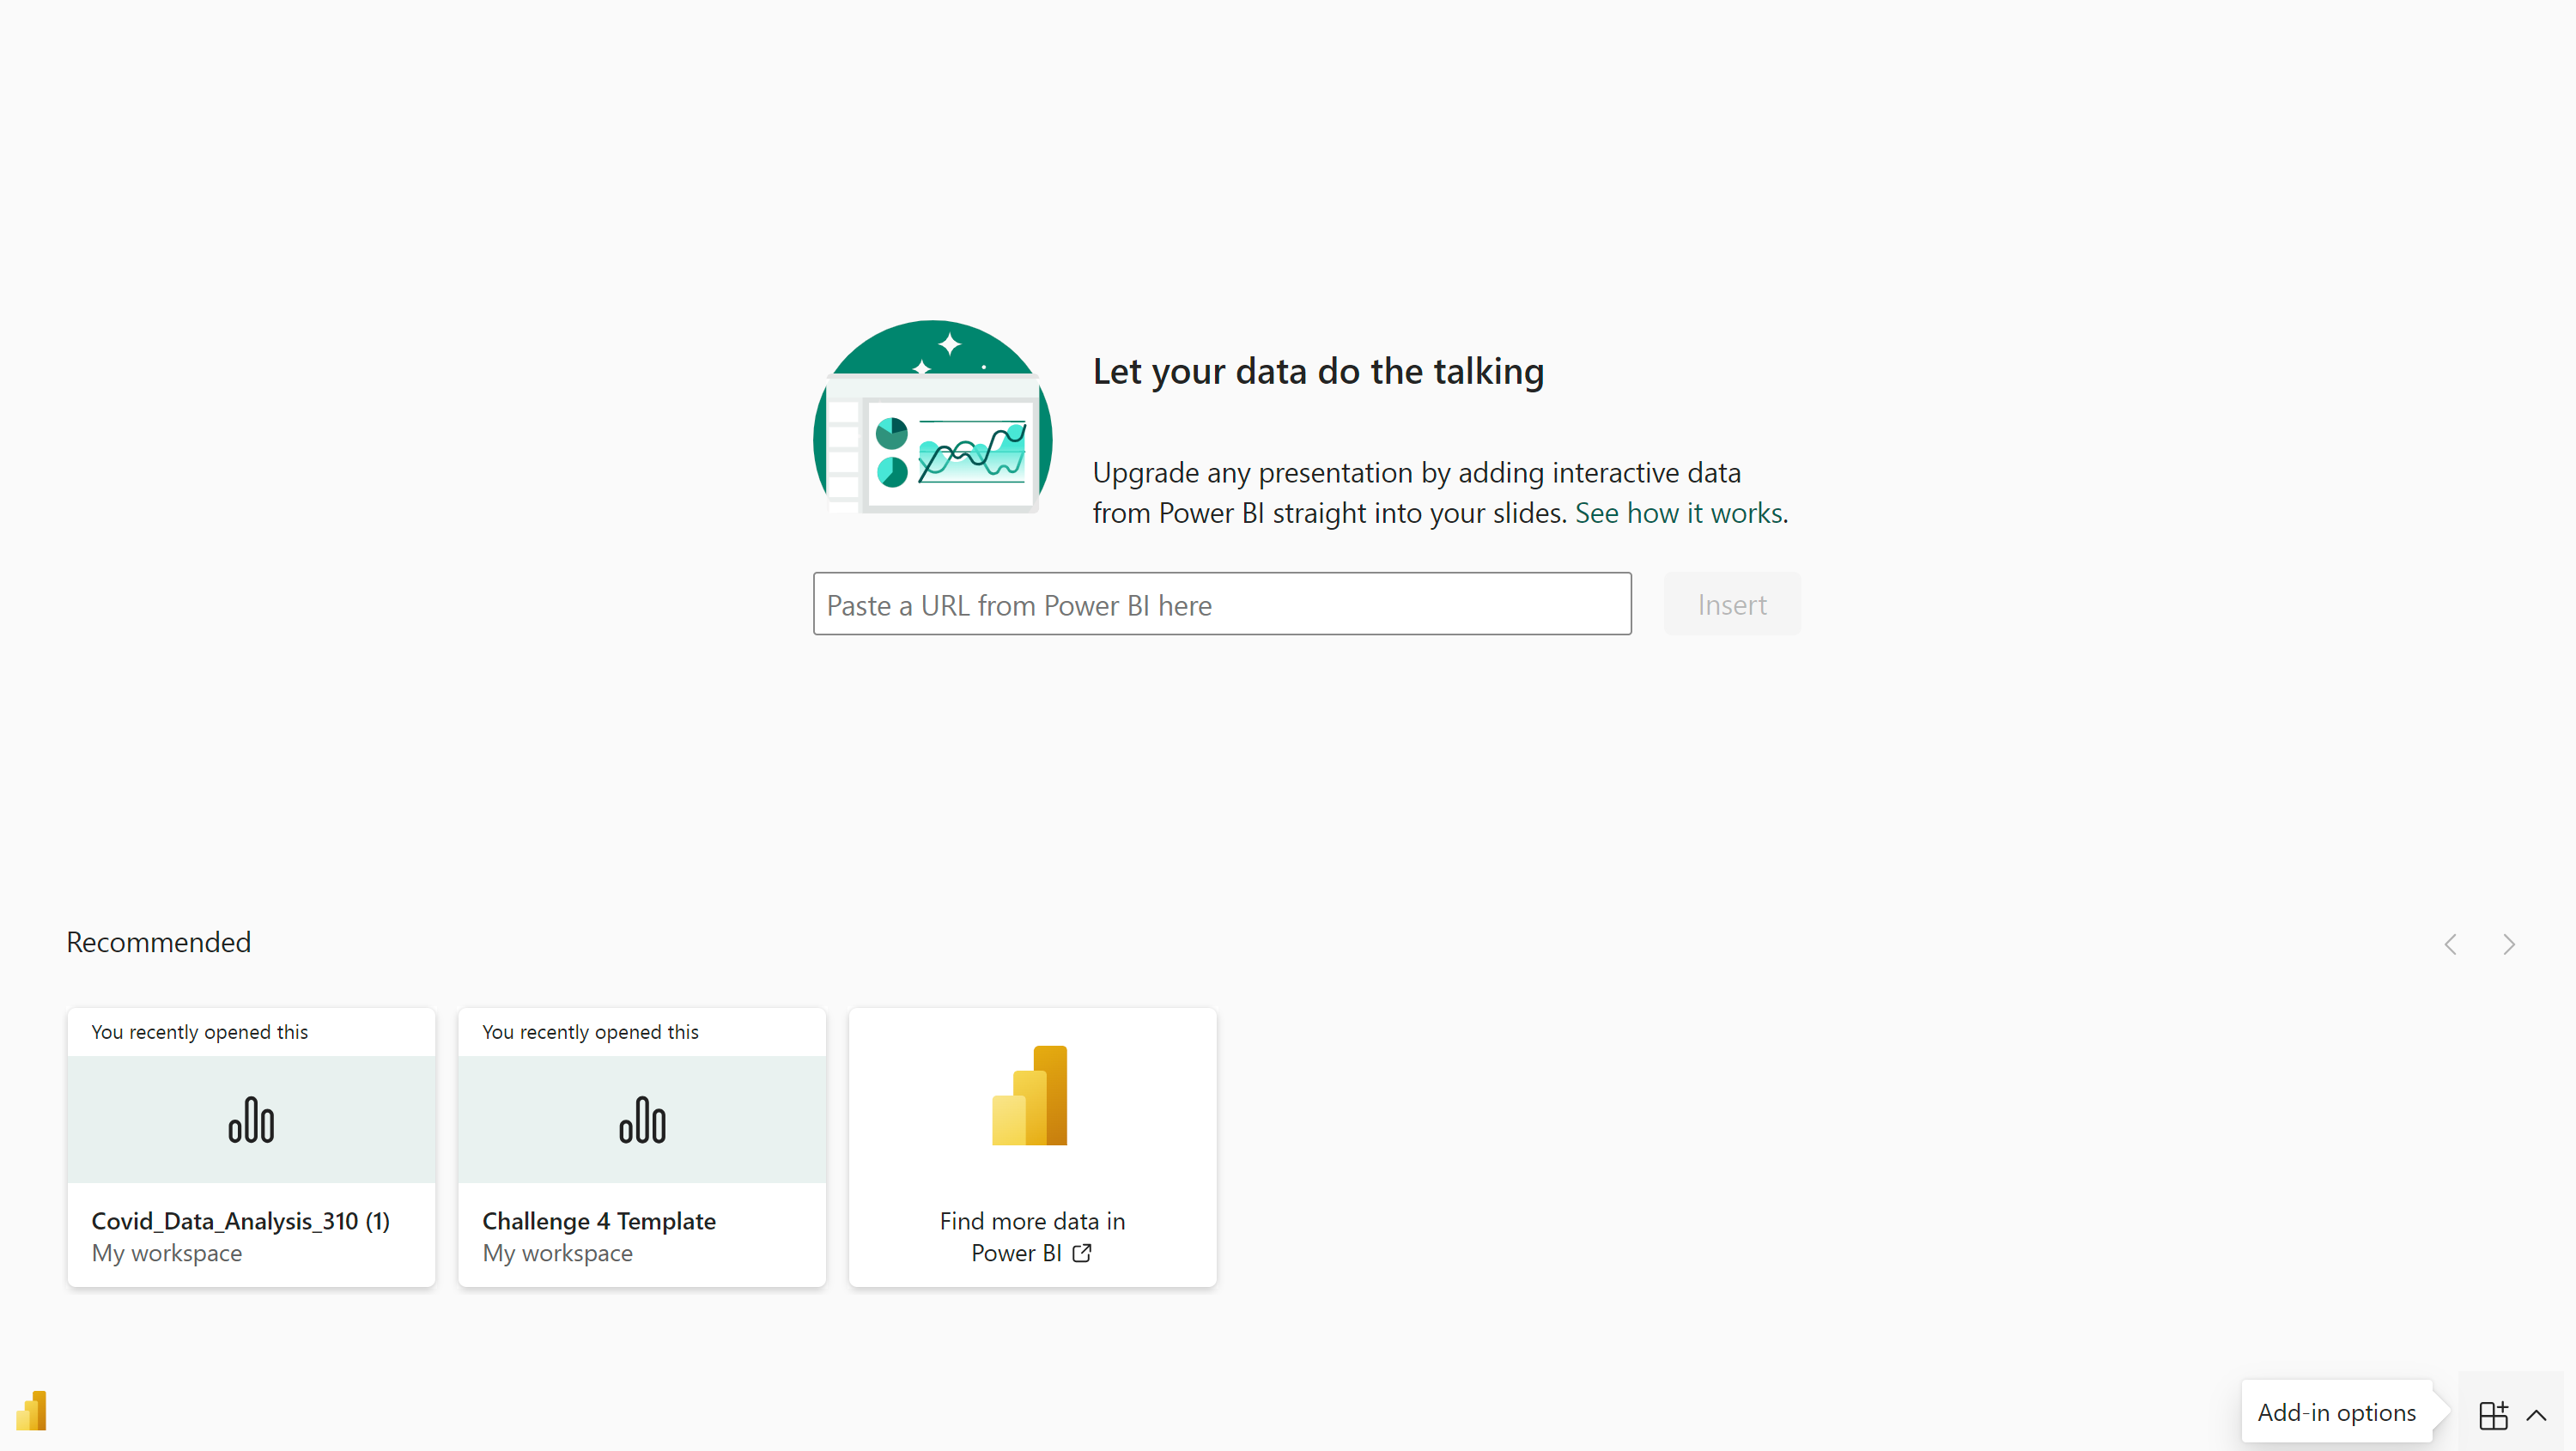 Let your data do the talking
Upgrade any presentation by adding interactive data
from Power BI straight into your slides. See how it works.
Paste a URL from Power BI here
Insert
Recommended
You recently opened this
Covid_Data_Analysis_310 (1)
My workspace
You recently opened this
Challenge 4 Template
My workspace
Find more data in
Power BI
Add-in options